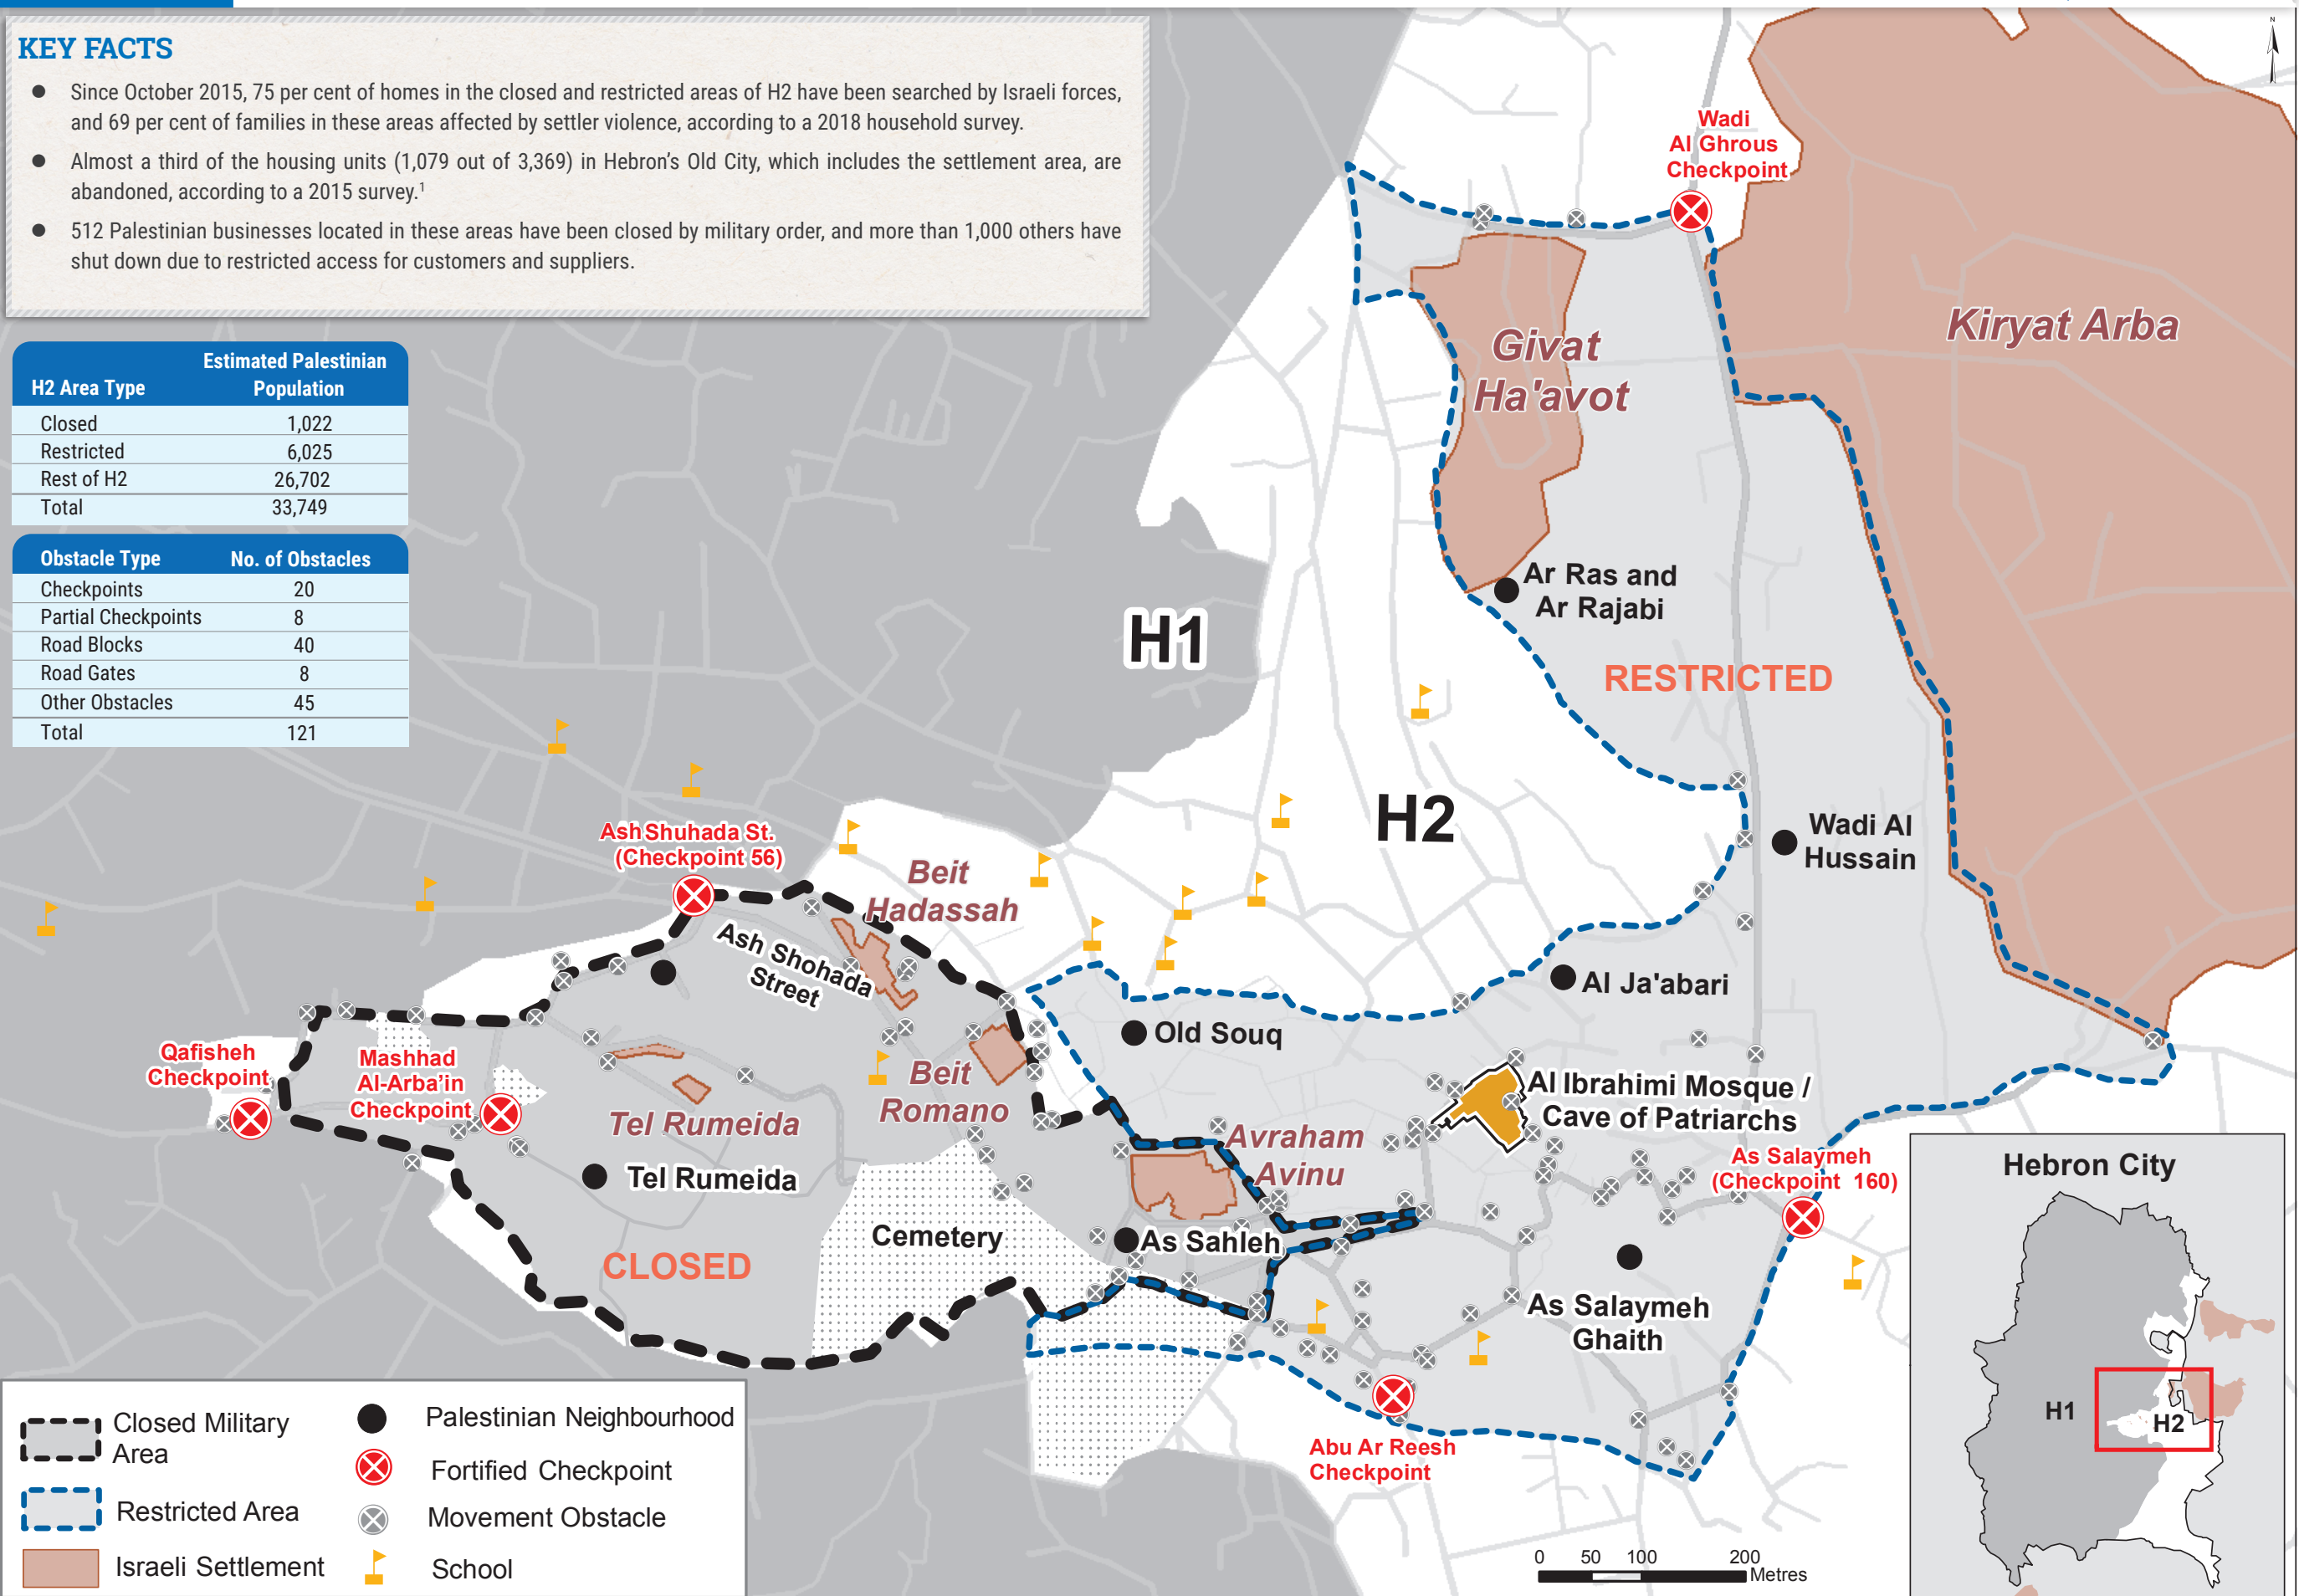 KEY FACTS
● Since October 2015, 75 per cent of homes in the closed and restricted areas of H2 have been searched by Israeli forces,
and 69 per cent of families in these areas affected by settler violence, according to a 2018 household survey.
● Almost a third of the housing units (1,079 out of 3,369) in Hebron's Old City, which includes the settlement area, are
abandoned, according to a 2015 survey.¹
● 512 Palestinian businesses located in these areas have been closed by military order, and more than 1,000 others have
shut down due to restricted access for customers and suppliers.
N
H2 Area Type Estimated Palestinian
Population
Closed 1,022
Restricted 6,025
Rest of H2 26,702
Total 33,749
Obstacle Type No. of Obstacles
Checkpoints 20
Partial Checkpoints 8
Road Blocks 40
Road Gates 8
Other Obstacles 45
Total 121
Wadi
Al Ghrous
Checkpoint
Kiryat Arba
Givat
Ha'avot
Ar Ras and
Ar Rajabi
H1
RESTRICTED
H2
Wadi Al
Hussain
Ash Shuhada St.
(Checkpoint 56)
Beit
Hadassah
Ash Shohada
Street
Al Ja'abari
Old Souq
Qafisheh
Checkpoint
Mashhad
Al-Arba'in
Checkpoint
Beit
Romano
Tel Rumeida
Tel Rumeida
Al Ibrahimi Mosque /
Cave of Patriarchs
Avraham
Avinu
As Salaymeh
(Checkpoint 160)
Cemetery
As Sahleh
CLOSED
As Salaymeh
Ghaith
Abu Ar Reesh
Checkpoint
Closed Military
Area
Restricted Area
Israeli Settlement
Palestinian Neighbourhood
Fortified Checkpoint
Movement Obstacle
School
0 50 100 200
Metres
Hebron City
H1
H2